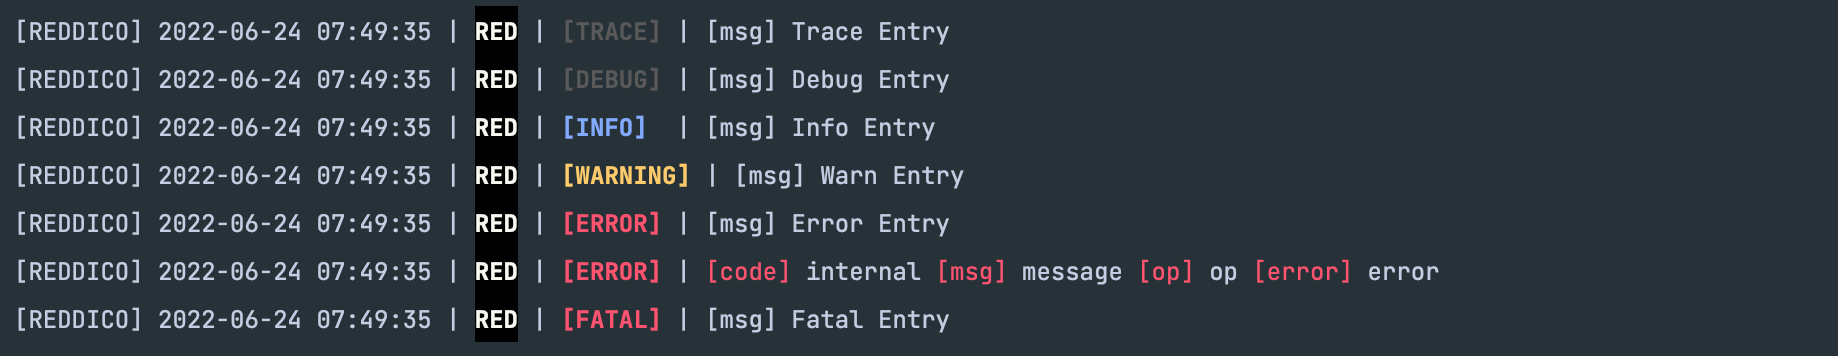 [REDDICO] 2022-06-24 07:49:35 | RED | [TRACE] | [msg] Trace Entry
[REDDICO] 2022-06-24 07:49:35 | RED | [DEBUG] | [msg] Debug Entry
[REDDICO] 2022-06-24 07:49:35 | RED | [INFO]  | [msg] Info Entry
[REDDICO] 2022-06-24 07:49:35 | RED | [WARNING] | [msg] Warn Entry
[REDDICO] 2022-06-24 07:49:35 | RED | [ERROR] | [msg] Error Entry
[REDDICO] 2022-06-24 07:49:35 | RED | [ERROR] | [code] internal [msg] message [op] op [error] error
[REDDICO] 2022-06-24 07:49:35 | RED | [FATAL] | [msg] Fatal Entry